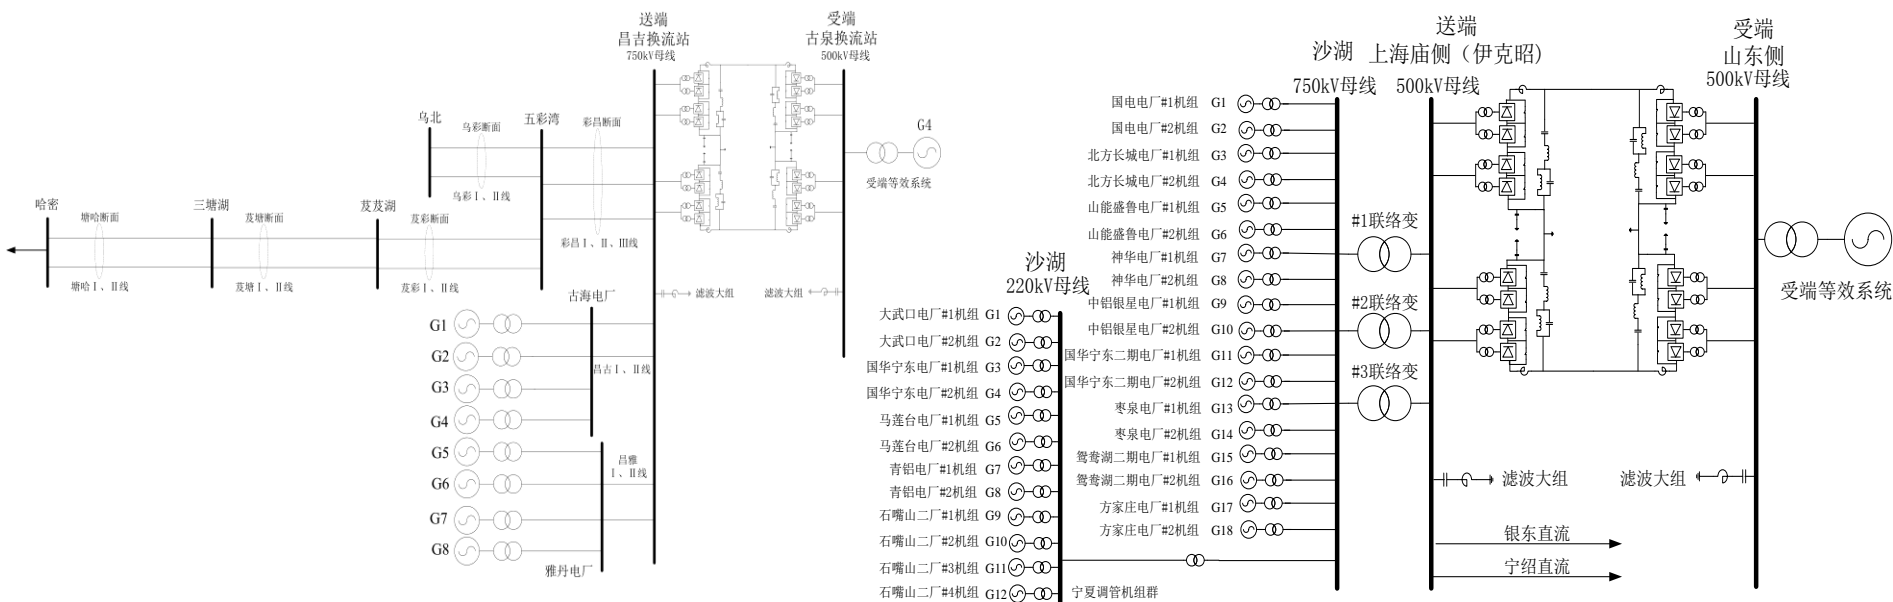 送端
昌吉换流站
750kV母线
受端
古泉换流站
500kV母线
乌北
乌彩断面
五彩湾
彩昌断面
G4
受端等效系统
乌彩Ⅰ、Ⅱ线
哈密
塘哈断面
三塘湖
芨塘断面
芨芨湖
芨彩断面
彩昌Ⅰ、Ⅱ、Ⅲ线
塘哈Ⅰ、Ⅱ线
芨塘Ⅰ、Ⅱ线
芨彩Ⅰ、Ⅱ线
滤波大组
滤波大组
古海电厂
G1
G2
昌古Ⅰ、Ⅱ线
G3
G4
G5
昌雅
Ⅰ、Ⅱ线
G6
G7
G8
雅丹电厂
沙湖
750kV母线
送端
上海庙侧（伊克昭）
500kV母线
受端
山东侧
500kV母线
国电电厂#1机组 G1
国电电厂#2机组 G2
北方长城电厂#1机组 G3
北方长城电厂#2机组 G4
山能盛鲁电厂#1机组 G5
山能盛鲁电厂#2机组 G6
神华电厂#1机组 G7
神华电厂#2机组 G8
中铝银星电厂#1机组 G9
中铝银星电厂#2机组 G10
国华宁东二期电厂#1机组 G11
国华宁东二期电厂#2机组 G12
枣泉电厂#1机组 G13
枣泉电厂#2机组 G14
鸳鸯湖二期电厂#1机组 G15
鸳鸯湖二期电厂#2机组 G16
方家庄电厂#1机组 G17
方家庄电厂#2机组 G18
#1联络变
#2联络变
#3联络变
受端等效系统
沙湖
220kV母线
大武口电厂#1机组 G1
大武口电厂#2机组 G2
国华宁东电厂#1机组 G3
国华宁东电厂#2机组 G4
马莲台电厂#1机组 G5
马莲台电厂#2机组 G6
青铝电厂#1机组 G7
青铝电厂#2机组 G8
石嘴山二厂#1机组 G9
石嘴山二厂#2机组 G10
石嘴山二厂#3机组 G11
石嘴山二厂#4机组 G12
宁夏调管机组群
滤波大组
滤波大组
银东直流
宁绍直流